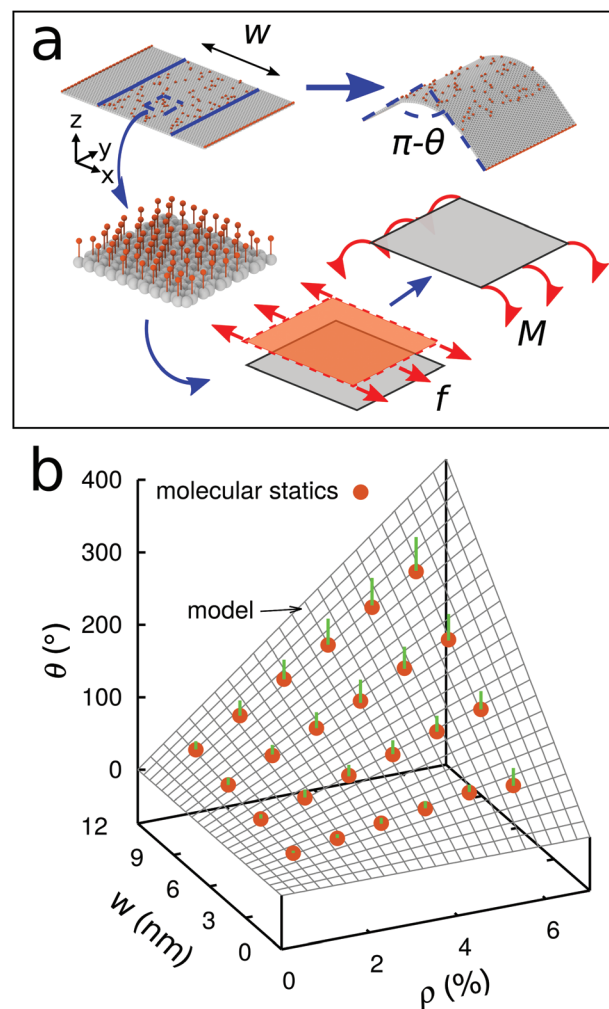 a
w
z
y
x
π-θ
M
f
b
400
molecular statics
300
model
200
θ (°)
100
0
12
9
6
3
0
w (nm)
0
2
4
6
ρ (%)